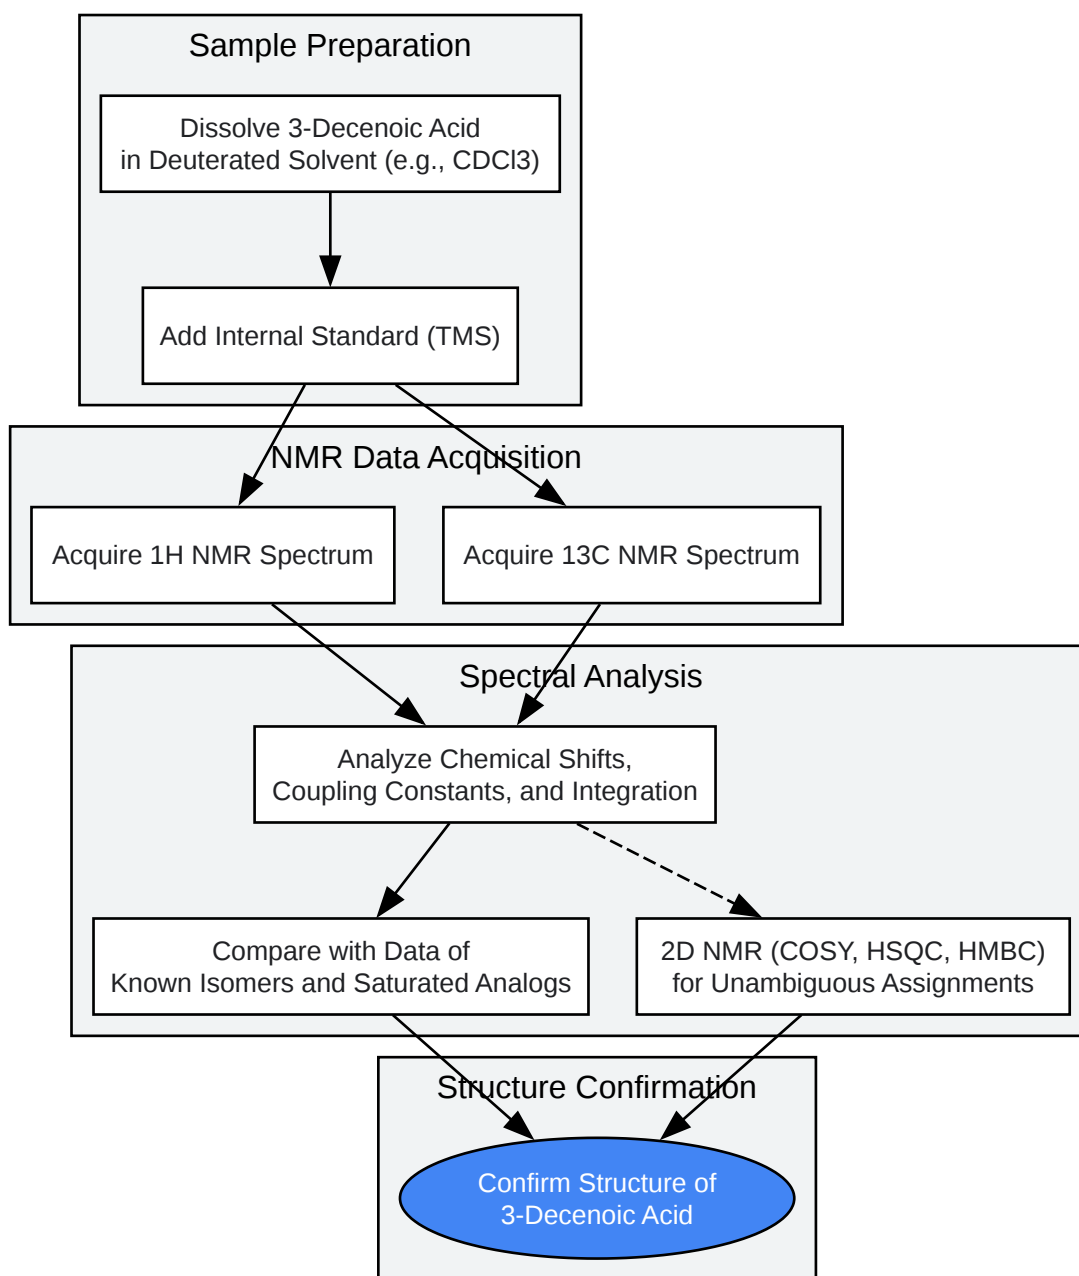 Sample Preparation
Dissolve 3-Decenoic Acid
in Deuterated Solvent (e.g., CDCl3)
Add Internal Standard (TMS)
NMR Data Acquisition
Acquire 1H NMR Spectrum
Acquire 13C NMR Spectrum
Spectral Analysis
Analyze Chemical Shifts,
Coupling Constants, and Integration
Compare with Data of
Known Isomers and Saturated Analogs
2D NMR (COSY, HSQC, HMBC)
for Unambiguous Assignments
Structure Confirmation
Confirm Structure of
3-Decenoic Acid